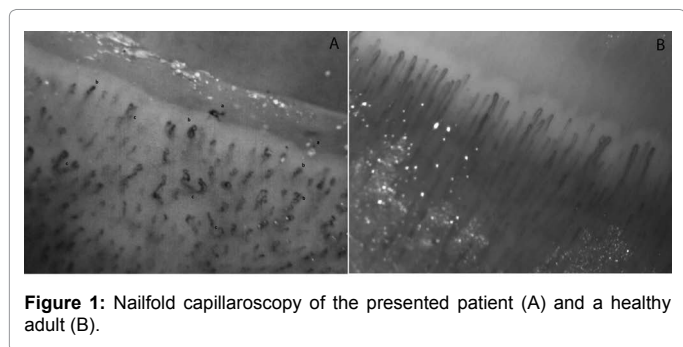 A
B
Figure 1: Nailfold capillaroscopy of the presented patient (A) and a healthy
adult (B).